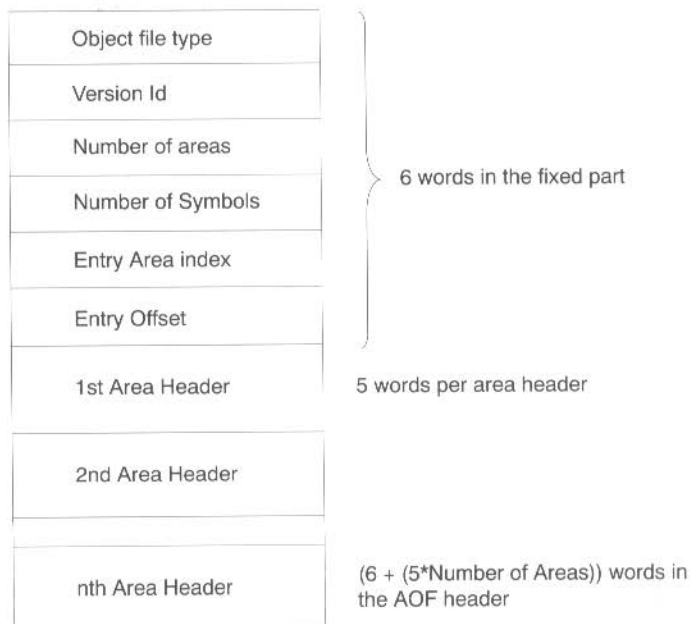 Object file type
Version Id
Number of areas
Number of Symbols
6 words in the fixed part
Entry Area index
Entry Offset
1st Area Header
5 words per area header
2nd Area Header
nth Area Header
(6 + (5*Number of Areas)) words in
the AOF header